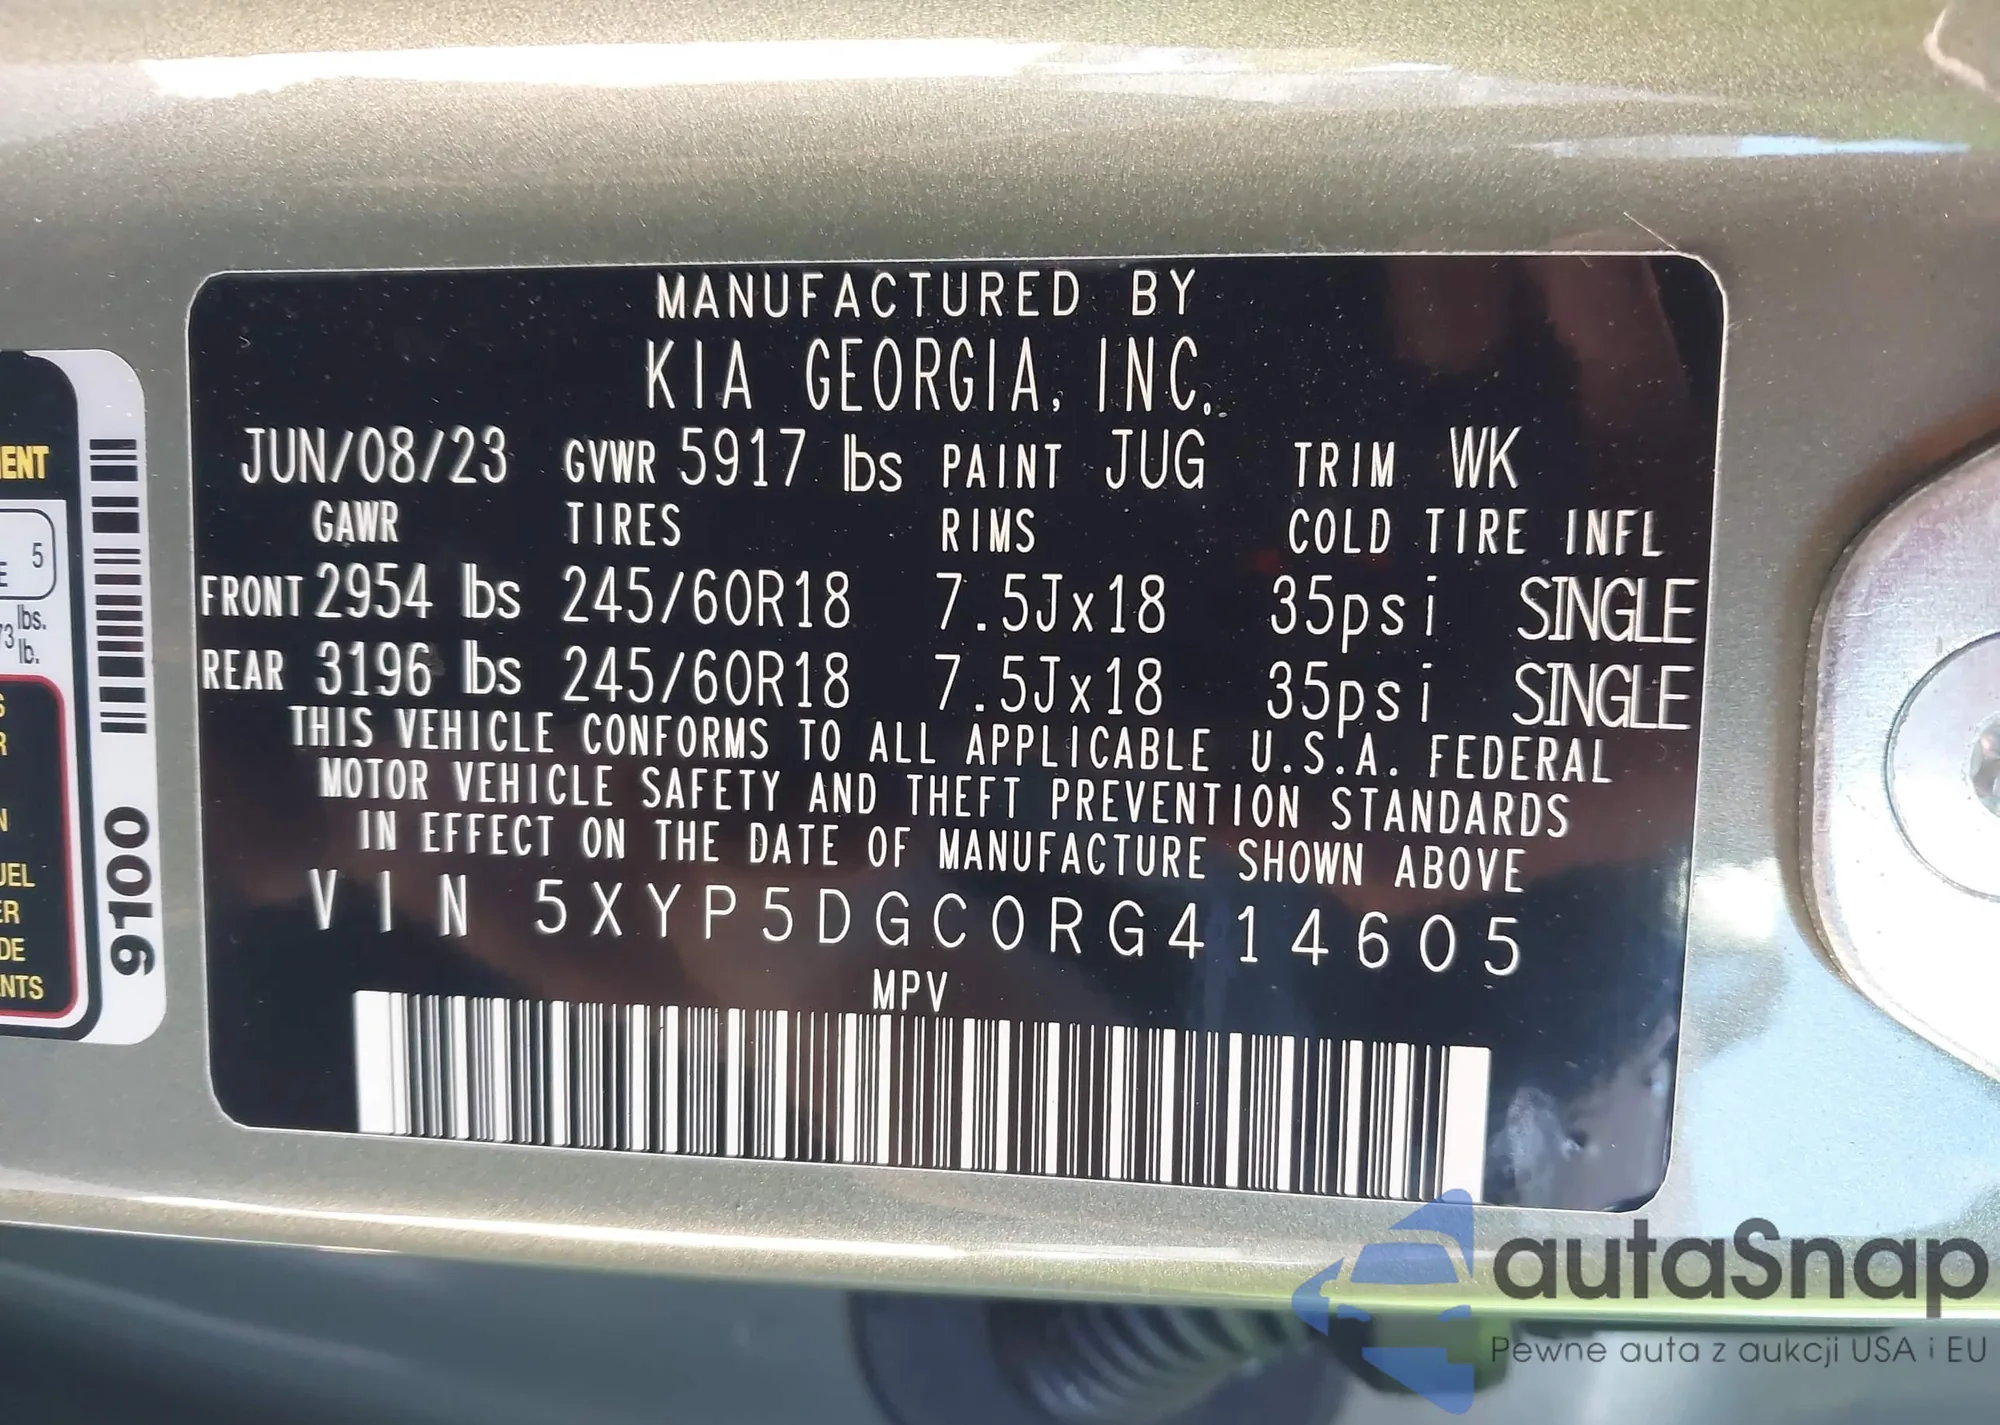 MANUFACTURED BY
KIA GEORGIA, INC.
JUN/08/23 GVWR 5917 lbs PAINT JUG TRIM WK
GAWR TIRES RIMS COLD TIRE INFL
FRONT 2954 lbs 245/60R18 7.5Jx18 35psi SINGLE
REAR 3196 lbs 245/60R18 7.5Jx18 35psi SINGLE
THIS VEHICLE CONFORMS TO ALL APPLICABLE U.S.A. FEDERAL
MOTOR VEHICLE SAFETY AND THEFT PREVENTION STANDARDS
IN EFFECT ON THE DATE OF MANUFACTURE SHOWN ABOVE
VIN 5XYP5DGC0RG414605
MPV
5
lbs.
lb.
9100
autaSnap
Pewne auta z aukcji USA i EU